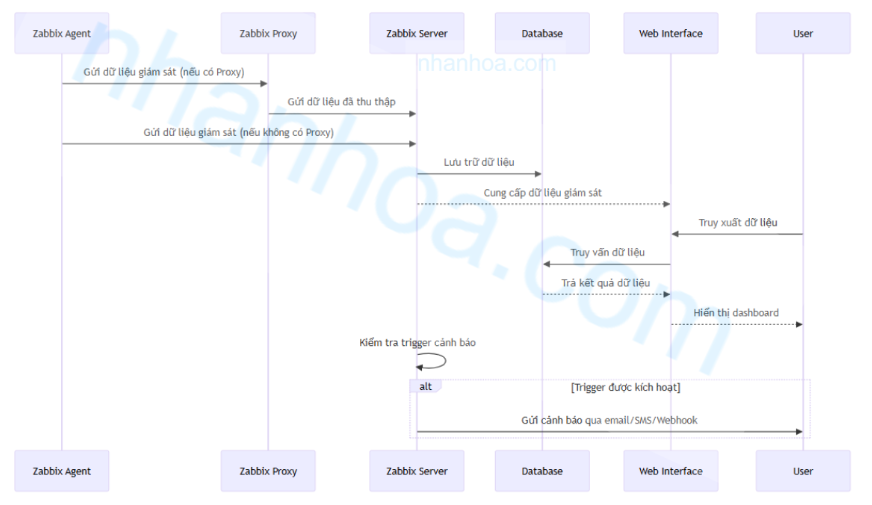 Zabbix Agent
Zabbix Proxy
Zabbix Server
Database
Web Interface
User
nhanhoa.com
Gửi dữ liệu giám sát (nếu có Proxy)
Gửi dữ liệu đã thu thập
Gửi dữ liệu giám sát (nếu không có Proxy)
Lưu trữ dữ liệu
Cung cấp dữ liệu giám sát
Truy xuất dữ liệu
Truy vấn dữ liệu
Trả kết quả dữ liệu
Hiển thị dashboard
Kiểm tra trigger cảnh báo
alt
[Trigger được kích hoạt]
Gửi cảnh báo qua email/SMS/Webhook
Zabbix Agent
Zabbix Proxy
Zabbix Server
Database
Web Interface
User
nhanhoa.com